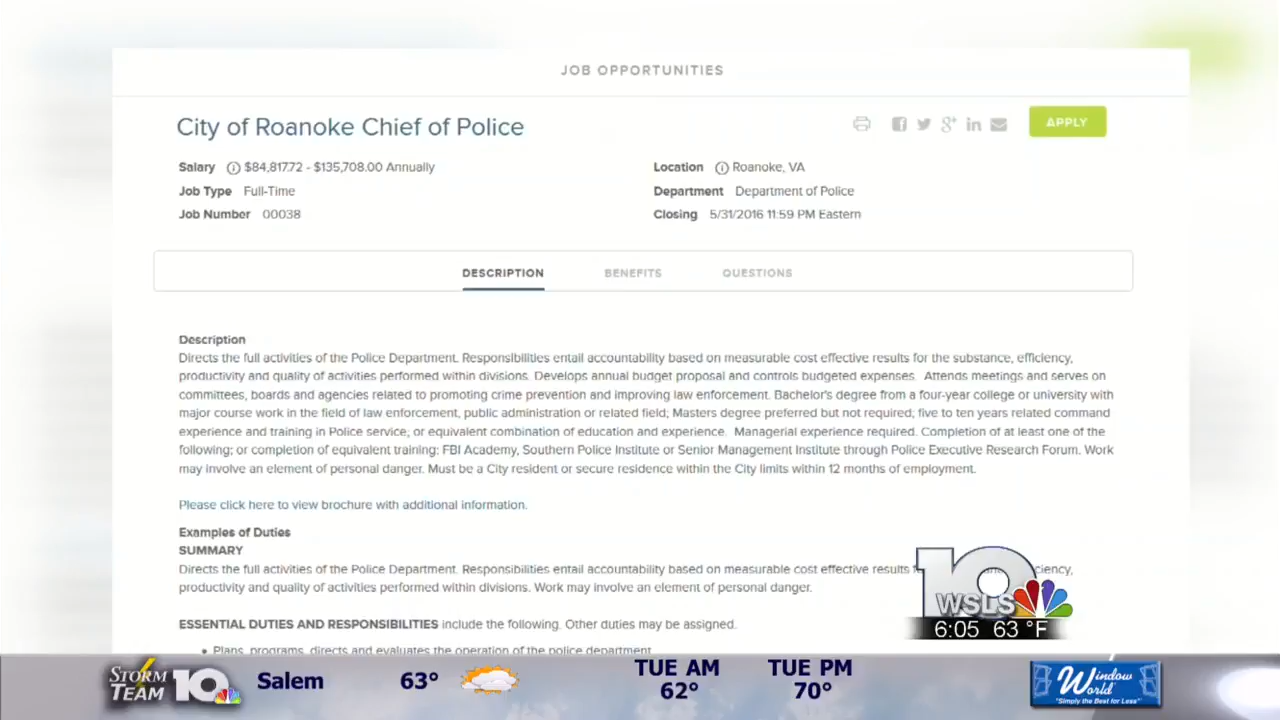 JOB OPPORTUNITIES
City of Roanoke Chief of Police
APPLY
Salary $84,817.72 - $135,708.00 Annually
Location Roanoke, VA
Job Type Full-Time
Department Department of Police
Job Number 00038
Closing 5/31/2016 11:59 PM Eastern
DESCRIPTION BENEFITS QUESTIONS
Description
Directs the full activities of the Police Department. Responsibilities entail accountability based on measurable cost effective results for the substance, efficiency,
productivity and quality of activities performed within divisions. Develops annual budget proposal and controls budgeted expenses. Attends meetings and serves on
committees, boards and agencies related to promoting crime prevention and improving law enforcement. Bachelor's degree from a four-year college or university with
major course work in the field of law enforcement, public administration or related field; Masters degree preferred but not required; five to ten years related command
experience and training in Police service; or equivalent combination of education and experience. Managerial experience required. Completion of at least one of the
following; or completion of equivalent training: FBI Academy, Southern Police Institute or Senior Management Institute through Police Executive Research Forum. Work
may involve an element of personal danger. Must be a City resident or secure residence within the City limits within 12 months of employment.
Please click here to view brochure with additional information.
Examples of Duties
SUMMARY
Directs the full activities of the Police Department. Responsibilities entail accountability based on measurable cost effective results
productivity and quality of activities performed within divisions. Work may involve an element of personal danger.
ESSENTIAL DUTIES AND RESPONSIBILITIES include the following. Other duties may be assigned.
• Plans, programs, directs and evaluates the operation of the police department
10
WSLS
6:05 63 °F
STORM TEAM 10
Salem 63°
TUE AM
62°
TUE PM
70°
Window World
"Simply the Best for Less"